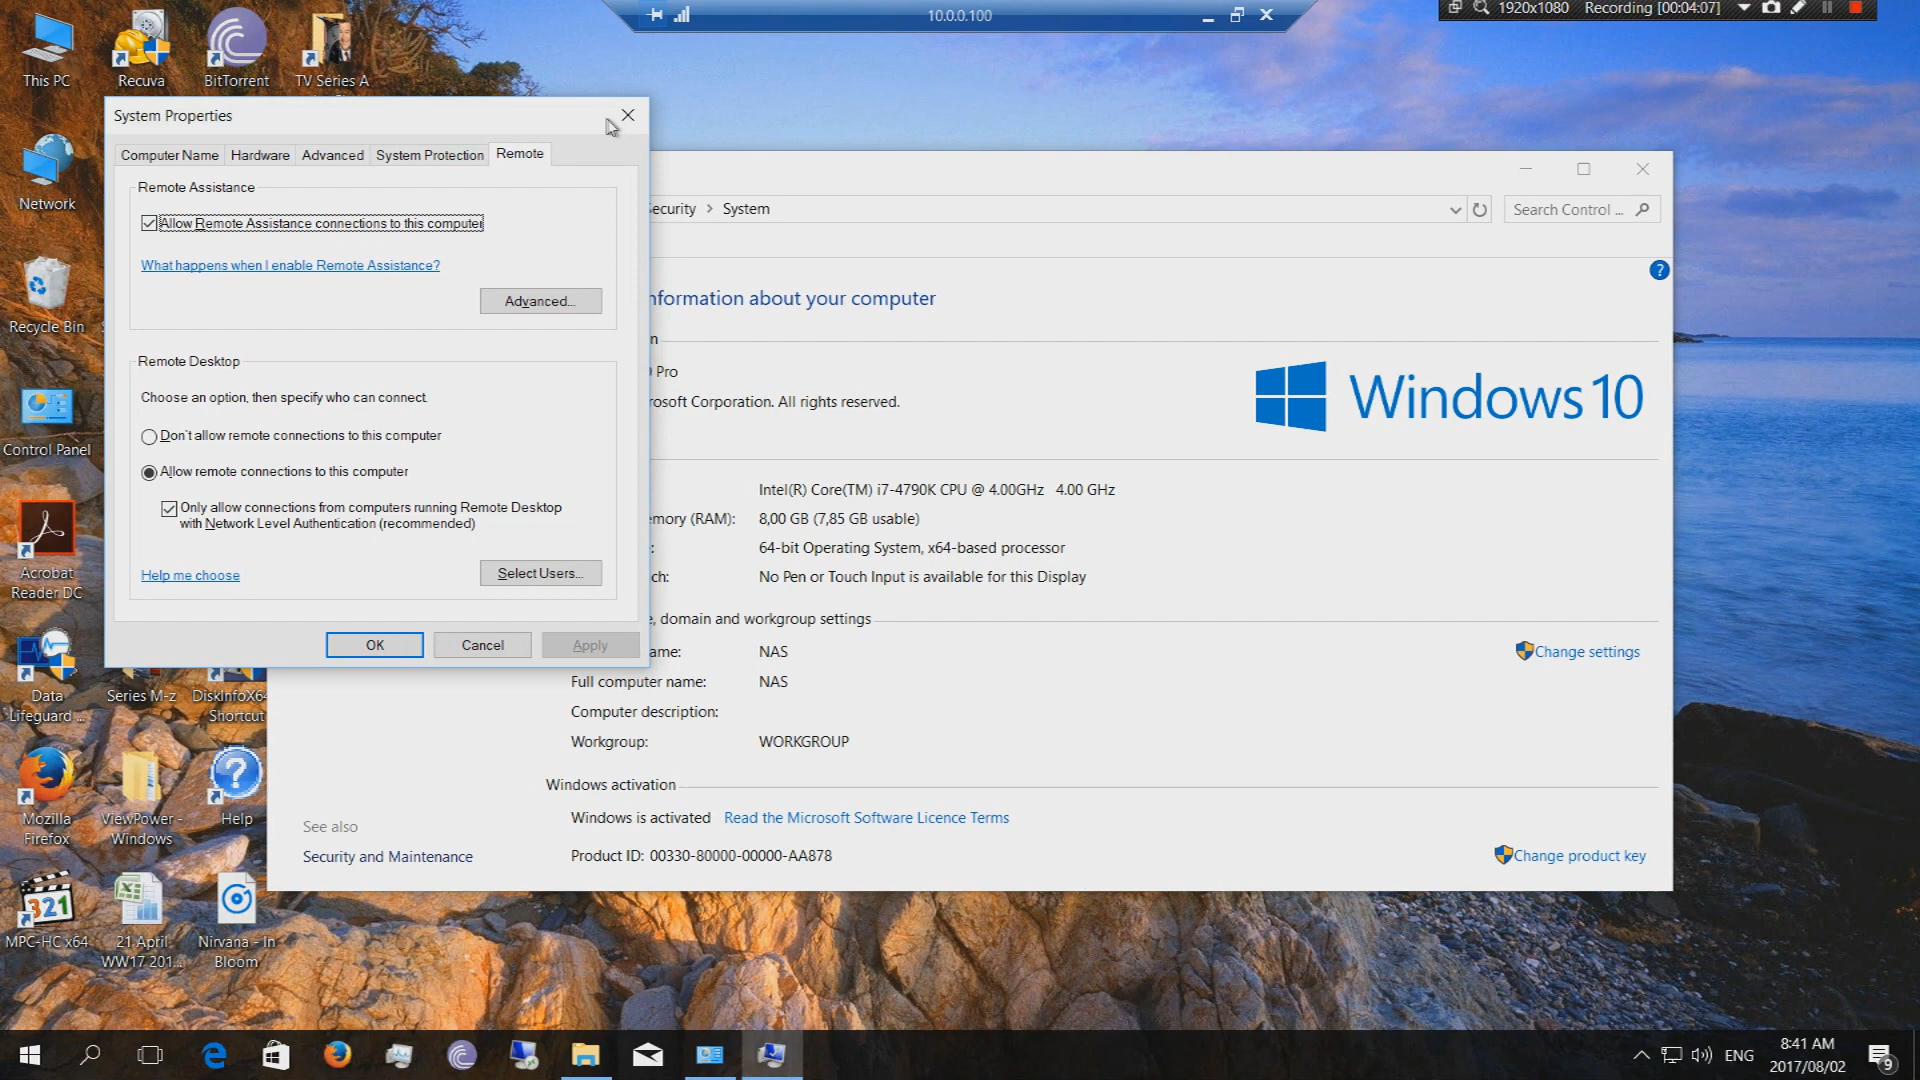 10.0.0.100
1920x1080 Recording [00:04:07]
This PC
Recuva
BitTorrent
TV Series A
System Properties
Computer Name
Hardware
Advanced
System Protection
Remote
Remote Assistance
Allow Remote Assistance connections to this computer
What happens when I enable Remote Assistance?
Advanced...
Remote Desktop
Choose an option, then specify who can connect.
Don't allow remote connections to this computer
Allow remote connections to this computer
Only allow connections from computers running Remote Desktop
with Network Level Authentication (recommended)
Help me choose
Select Users...
OK
Cancel
Apply
Network
Recycle Bin
Control Panel
Acrobat
Reader DC
Data
Lifeguard ...
Series M-z
DiskInfoX64
Shortcut
Mozilla
Firefox
ViewPower -
Windows
Help
MPC-HC x64
21 April
WW17 201...
Nirvana - In
Bloom
ecurity > System
Search Control ...
nformation about your computer
Pro
rosoft Corporation. All rights reserved.
Windows 10
Intel(R) Core(TM) i7-4790K CPU @ 4.00GHz 4.00 GHz
emory (RAM): 8,00 GB (7,85 GB usable)
64-bit Operating System, x64-based processor
ch: No Pen or Touch Input is available for this Display
e, domain and workgroup settings
ame: NAS
Change settings
Full computer name: NAS
Computer description:
Workgroup: WORKGROUP
Windows activation
Windows is activated Read the Microsoft Software Licence Terms
Product ID: 00330-80000-00000-AA878
Change product key
See also
Security and Maintenance
ENG
8:41 AM
2017/08/02
9